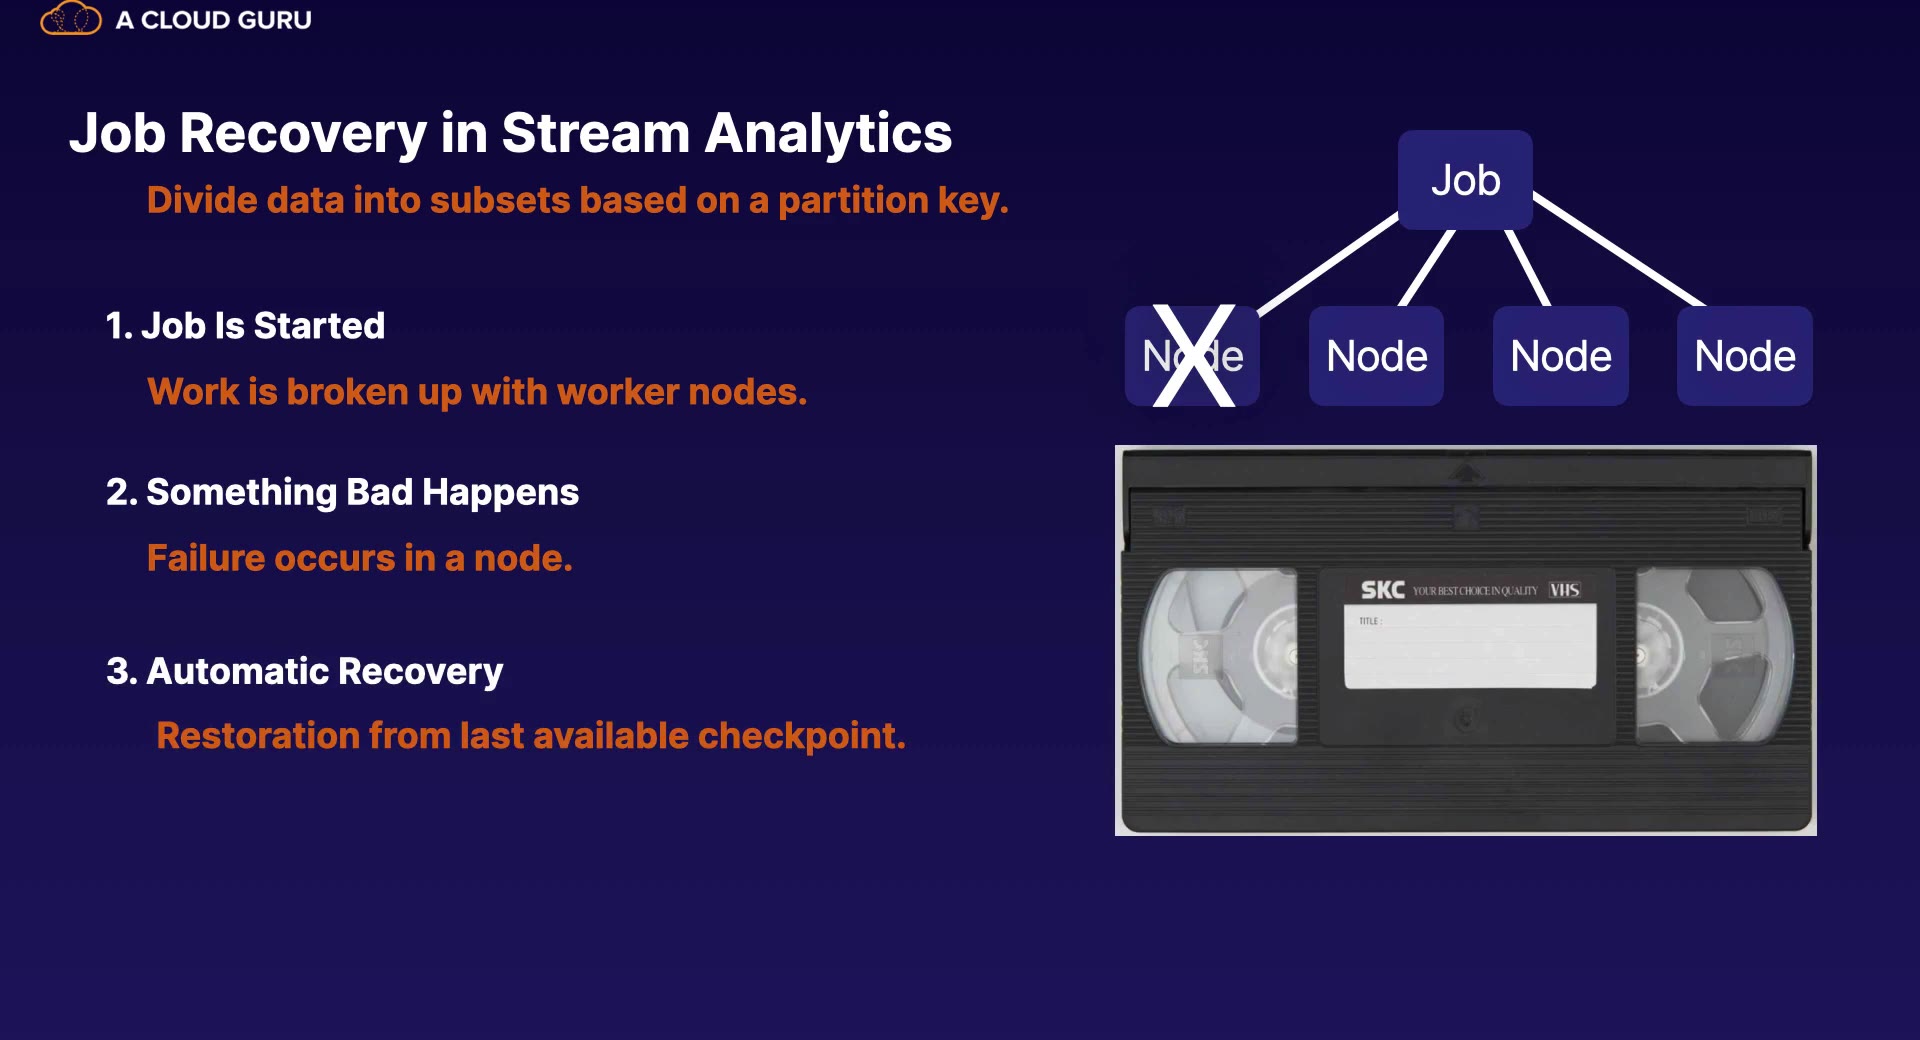 A CLOUD GURU
Job Recovery in Stream Analytics
Divide data into subsets based on a partition key.
1. Job Is Started
Work is broken up with worker nodes.
2. Something Bad Happens
Failure occurs in a node.
3. Automatic Recovery
Restoration from last available checkpoint.
Job
Node Node Node Node
X
SKC YOUR BEST CHOICE IN QUALITY VHS
TITLE :
SKC